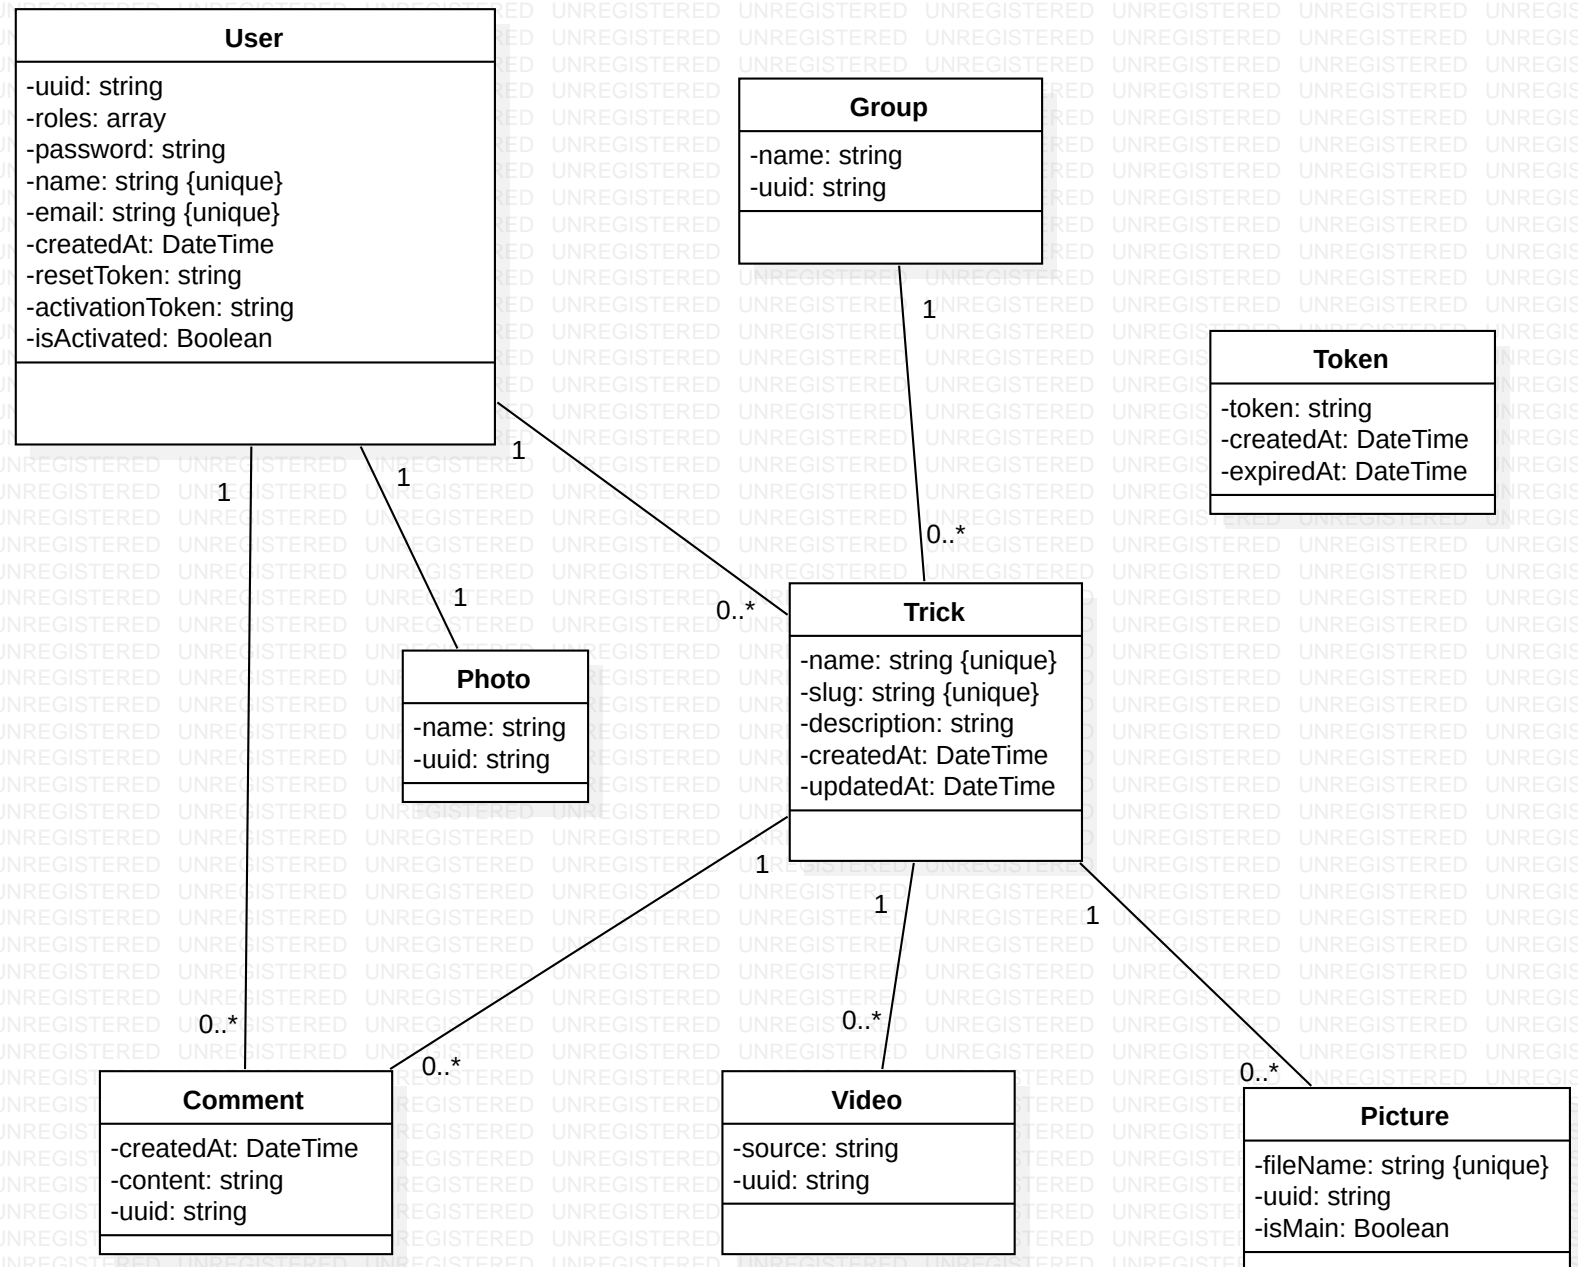 User
-uuid: string
-roles: array
-password: string
-name: string {unique}
-email: string {unique}
-createdAt: DateTime
-resetToken: string
-activationToken: string
-isActivated: Boolean
Group
-name: string
-uuid: string
Token
-token: string
-createdAt: DateTime
-expiredAt: DateTime
1
1
1
1
0..*
1
0..*
Photo
-name: string
-uuid: string
Trick
-name: string {unique}
-slug: string {unique}
-description: string
-createdAt: DateTime
-updatedAt: DateTime
1
1
1
0..*
0..*
0..*
0..*
Comment
-createdAt: DateTime
-content: string
-uuid: string
Video
-source: string
-uuid: string
Picture
-fileName: string {unique}
-uuid: string
-isMain: Boolean
UNREGISTERED